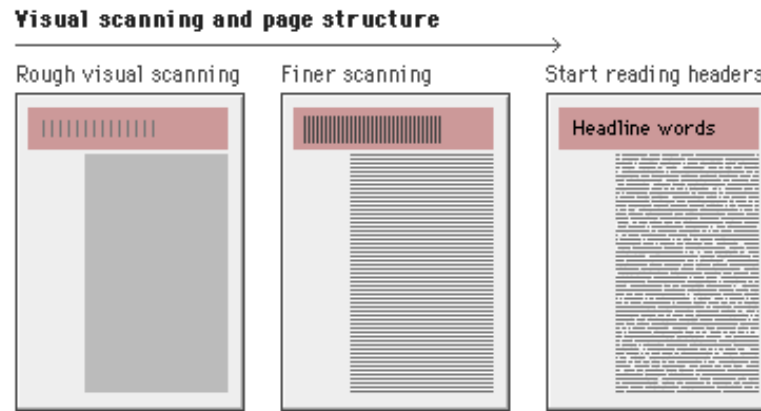 Visual scanning and page structure
Rough visual scanning
Finer scanning
Start reading headers
Headline words